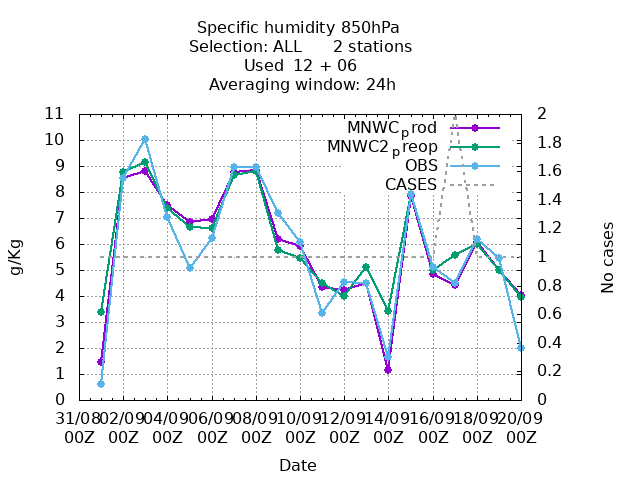 Specific humidity 850hPa
Selection: ALL      2 stations
Used  12 + 06
Averaging window: 24h
11
10
9
8
7
6
5
4
3
2
1
0
g/Kg
2
1.8
1.6
1.4
1.2
1
0.8
0.6
0.4
0.2
0
No cases
MNWCprod
MNWC2preop
OBS
CASES
31/08 02/09 04/09 06/09 08/09 10/09 12/09 14/09 16/09 18/09 20/09
00Z 00Z 00Z 00Z 00Z 00Z 00Z 00Z 00Z 00Z 00Z
Date